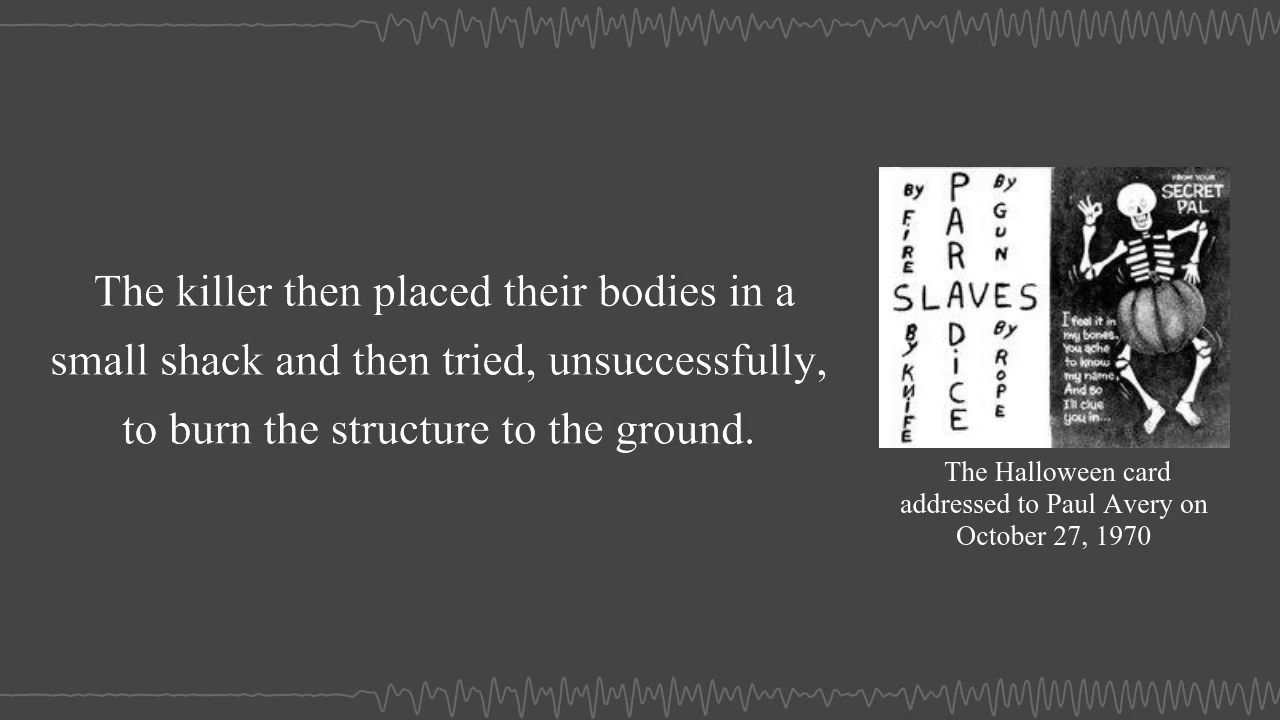 The killer then placed their bodies in a
small shack and then tried, unsuccessfully,
to burn the structure to the ground.
BY FIRE
PARADiCE
BY GUN
SLAVES
BY KNIFE
By ROPE
FROM YOUR
SECRET
PAL
I feel it in
my bones,
You ache
to know
my name,
And so
I'll clue
you in...
The Halloween card
addressed to Paul Avery on
October 27, 1970